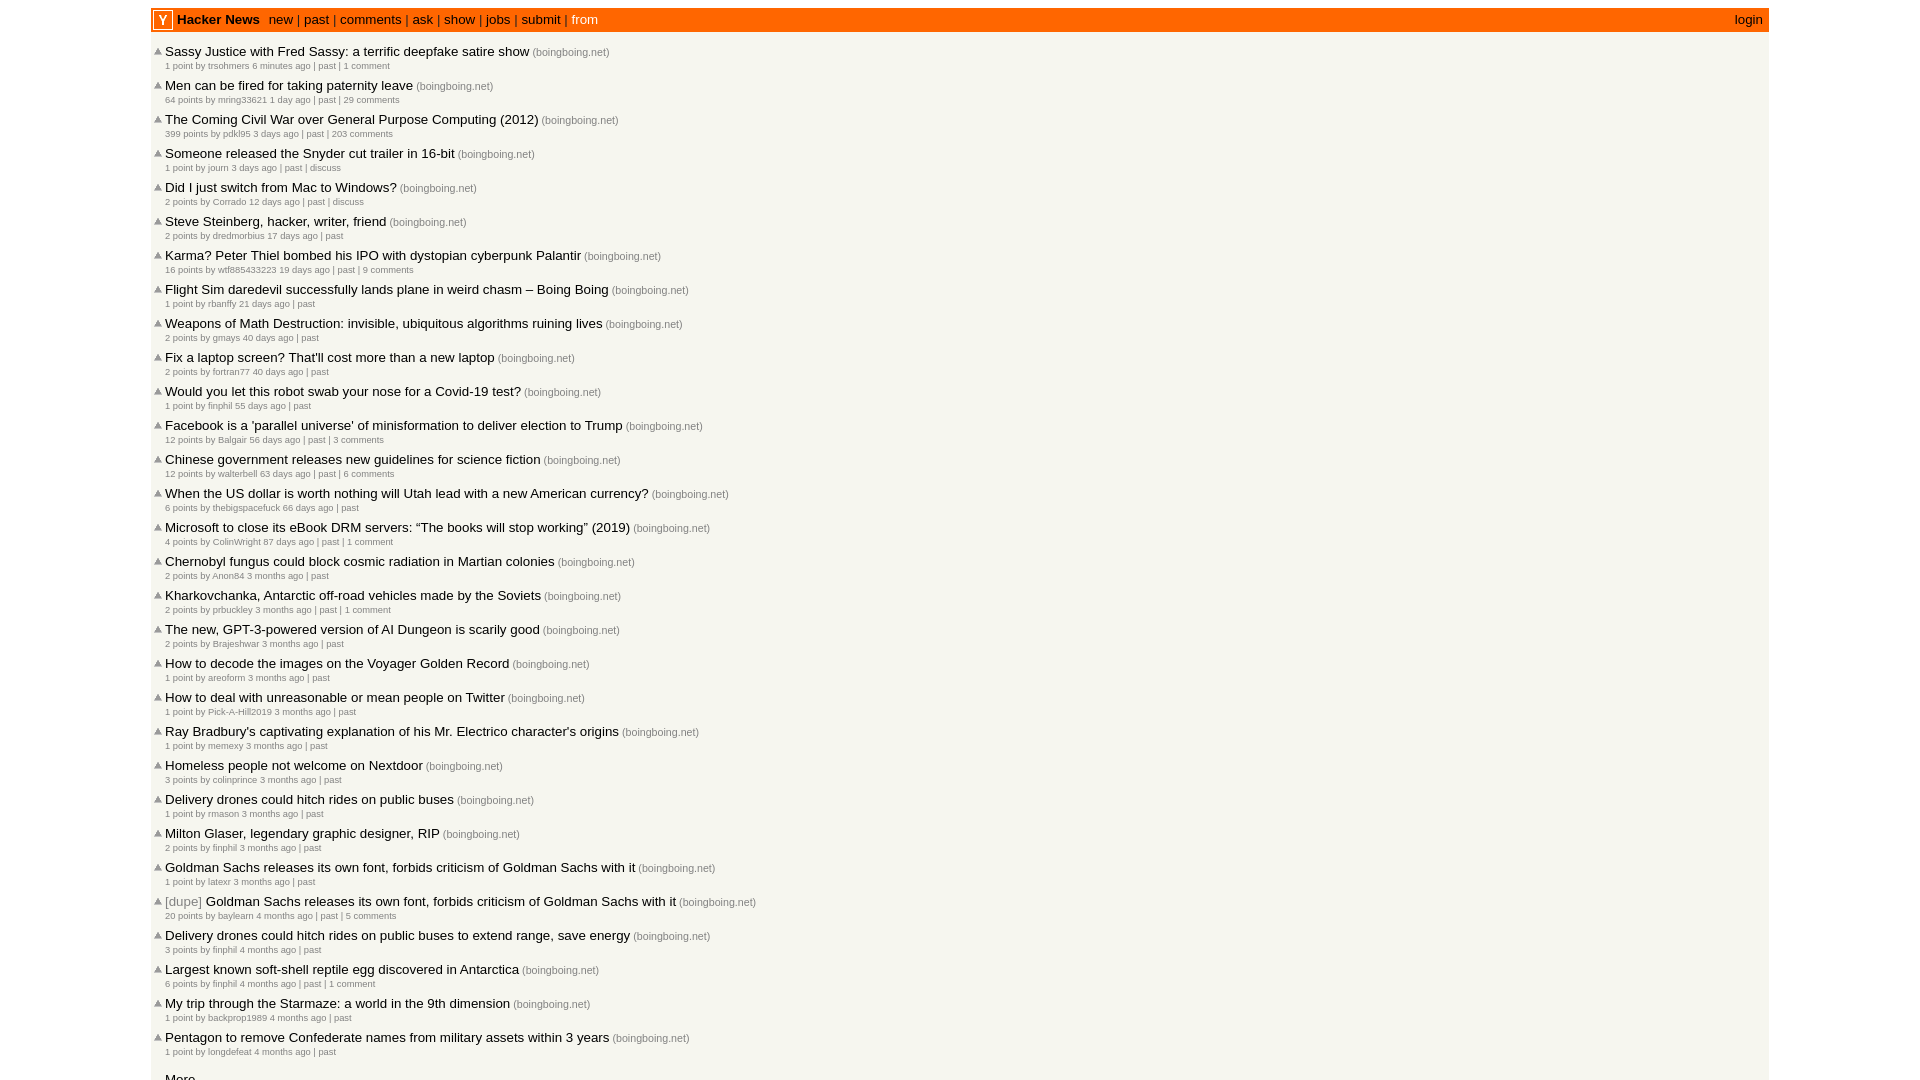 Y Hacker News new | past | comments | ask | show | jobs | submit | from login
Sassy Justice with Fred Sassy: a terrific deepfake satire show (boingboing.net)
1 point by trsohmers 6 minutes ago | past | 1 comment
Men can be fired for taking paternity leave (boingboing.net)
64 points by mring33621 1 day ago | past | 29 comments
The Coming Civil War over General Purpose Computing (2012) (boingboing.net)
399 points by pdkl95 3 days ago | past | 203 comments
Someone released the Snyder cut trailer in 16-bit (boingboing.net)
1 point by journ 3 days ago | past | discuss
Did I just switch from Mac to Windows? (boingboing.net)
2 points by Corrado 12 days ago | past | discuss
Steve Steinberg, hacker, writer, friend (boingboing.net)
2 points by dredmorbius 17 days ago | past
Karma? Peter Thiel bombed his IPO with dystopian cyberpunk Palantir (boingboing.net)
16 points by wtf885433223 19 days ago | past | 9 comments
Flight Sim daredevil successfully lands plane in weird chasm – Boing Boing (boingboing.net)
1 point by rbanffy 21 days ago | past
Weapons of Math Destruction: invisible, ubiquitous algorithms ruining lives (boingboing.net)
2 points by gmays 40 days ago | past
Fix a laptop screen? That'll cost more than a new laptop (boingboing.net)
2 points by fortran77 40 days ago | past
Would you let this robot swab your nose for a Covid-19 test? (boingboing.net)
1 point by finphil 55 days ago | past
Facebook is a 'parallel universe' of minisformation to deliver election to Trump (boingboing.net)
12 points by Balgair 56 days ago | past | 3 comments
Chinese government releases new guidelines for science fiction (boingboing.net)
12 points by walterbell 63 days ago | past | 6 comments
When the US dollar is worth nothing will Utah lead with a new American currency? (boingboing.net)
6 points by thebigspacefuck 66 days ago | past
Microsoft to close its eBook DRM servers: “The books will stop working” (2019) (boingboing.net)
4 points by ColinWright 87 days ago | past | 1 comment
Chernobyl fungus could block cosmic radiation in Martian colonies (boingboing.net)
2 points by Anon84 3 months ago | past
Kharkovchanka, Antarctic off-road vehicles made by the Soviets (boingboing.net)
2 points by prbuckley 3 months ago | past | 1 comment
The new, GPT-3-powered version of AI Dungeon is scarily good (boingboing.net)
2 points by Brajeshwar 3 months ago | past
How to decode the images on the Voyager Golden Record (boingboing.net)
1 point by areoform 3 months ago | past
How to deal with unreasonable or mean people on Twitter (boingboing.net)
1 point by Pick-A-Hill2019 3 months ago | past
Ray Bradbury's captivating explanation of his Mr. Electrico character's origins (boingboing.net)
1 point by memexy 3 months ago | past
Homeless people not welcome on Nextdoor (boingboing.net)
3 points by colinprince 3 months ago | past
Delivery drones could hitch rides on public buses (boingboing.net)
1 point by rmason 3 months ago | past
Milton Glaser, legendary graphic designer, RIP (boingboing.net)
2 points by finphil 3 months ago | past
Goldman Sachs releases its own font, forbids criticism of Goldman Sachs with it (boingboing.net)
1 point by latexr 3 months ago | past
[dupe] Goldman Sachs releases its own font, forbids criticism of Goldman Sachs with it (boingboing.net)
20 points by baylearn 4 months ago | past | 5 comments
Delivery drones could hitch rides on public buses to extend range, save energy (boingboing.net)
3 points by finphil 4 months ago | past
Largest known soft-shell reptile egg discovered in Antarctica (boingboing.net)
6 points by finphil 4 months ago | past | 1 comment
My trip through the Starmaze: a world in the 9th dimension (boingboing.net)
1 point by backprop1989 4 months ago | past
Pentagon to remove Confederate names from military assets within 3 years (boingboing.net)
1 point by longdefeat 4 months ago | past
More